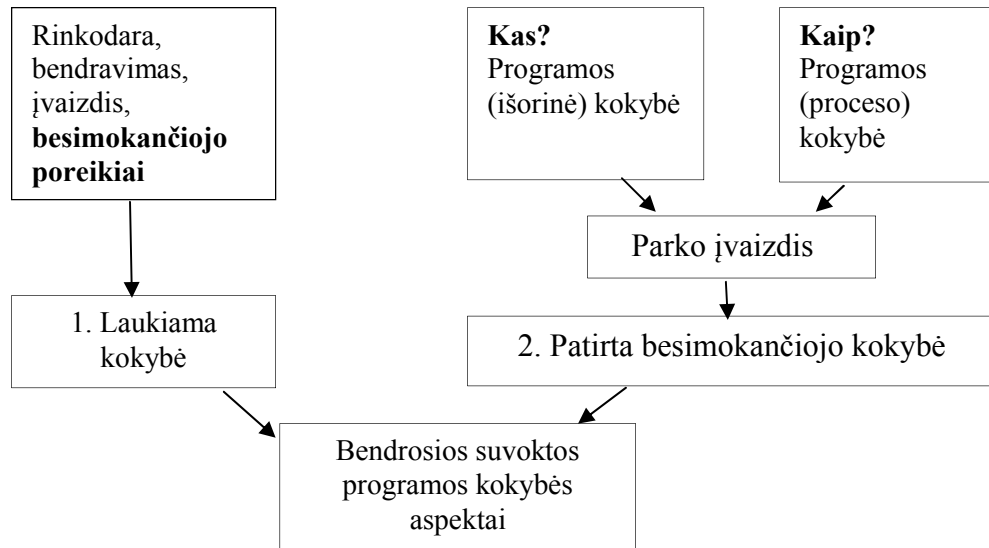 Rinkodara,
bendravimas,
įvaizdis,
besimokančiojo
poreikiai
Kas?
Programos
(išorinė) kokybė
Kaip?
Programos
(proceso)
kokybė
Parko įvaizdis
1. Laukiama
kokybė
2. Patirta besimokančiojo kokybė
Bendrosios suvoktos
programos kokybės
aspektai